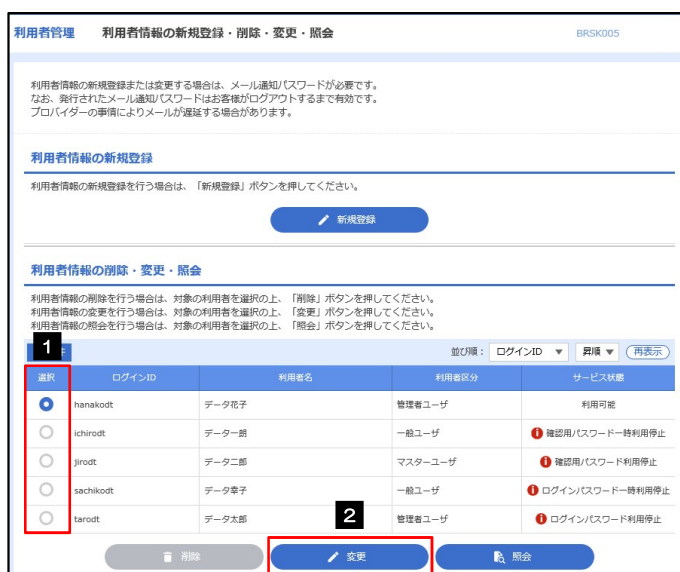 利用者管理 利用者情報の新規登録・削除・変更・照会 BRSK005
利用者情報の新規登録または変更する場合は、メール通知パスワードが必要です。
なお、発行されたメール通知パスワードはお客様がログアウトするまで有効です。
プロバイダーの事情によりメールが遅延する場合があります。
利用者情報の新規登録
利用者情報の新規登録を行う場合は、「新規登録」ボタンを押してください。
新規登録
利用者情報の削除・変更・照会
利用者情報の削除を行う場合は、対象の利用者を選択の上、「削除」ボタンを押してください。
利用者情報の変更を行う場合は、対象の利用者を選択の上、「変更」ボタンを押してください。
利用者情報の照会を行う場合は、対象の利用者を選択の上、「照会」ボタンを押してください。
1
並び順: ログインID 昇順 再表示
選択 ログインID 利用者名 利用者区分 サービス状態
hanakodt データ花子 管理者ユーザ 利用可能
ichirodt データ一朗 一般ユーザ 確認用パスワード一時利用停止
jirodt データ二郎 マスターユーザ 確認用パスワード利用停止
sachikodt データ幸子 一般ユーザ ログインパスワード一時利用停止
tarodt データ太郎 管理者ユーザ ログインパスワード利用停止
2
削除 変更 照会